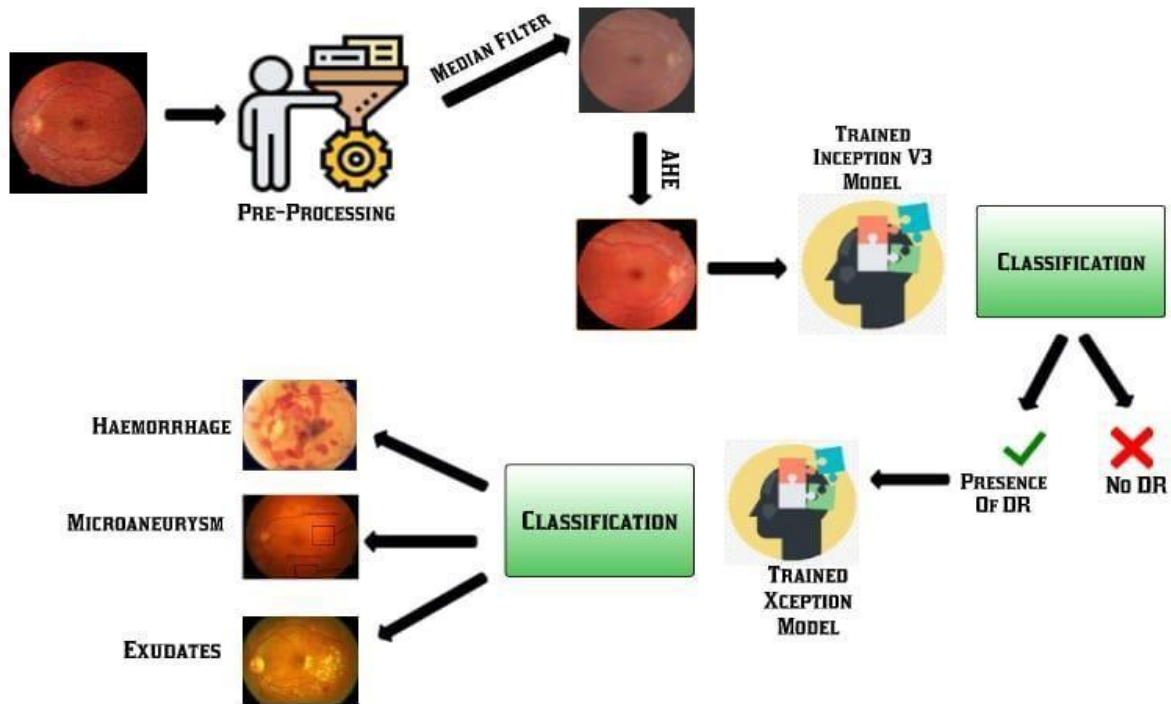 Pre-Processing
Median Filter
AHE
Trained
Inception V3
Model
Classification
Presence
Of DR
No DR
Trained
Xception
Model
Classification
Haemorrhage
Microaneurysm
Exudates